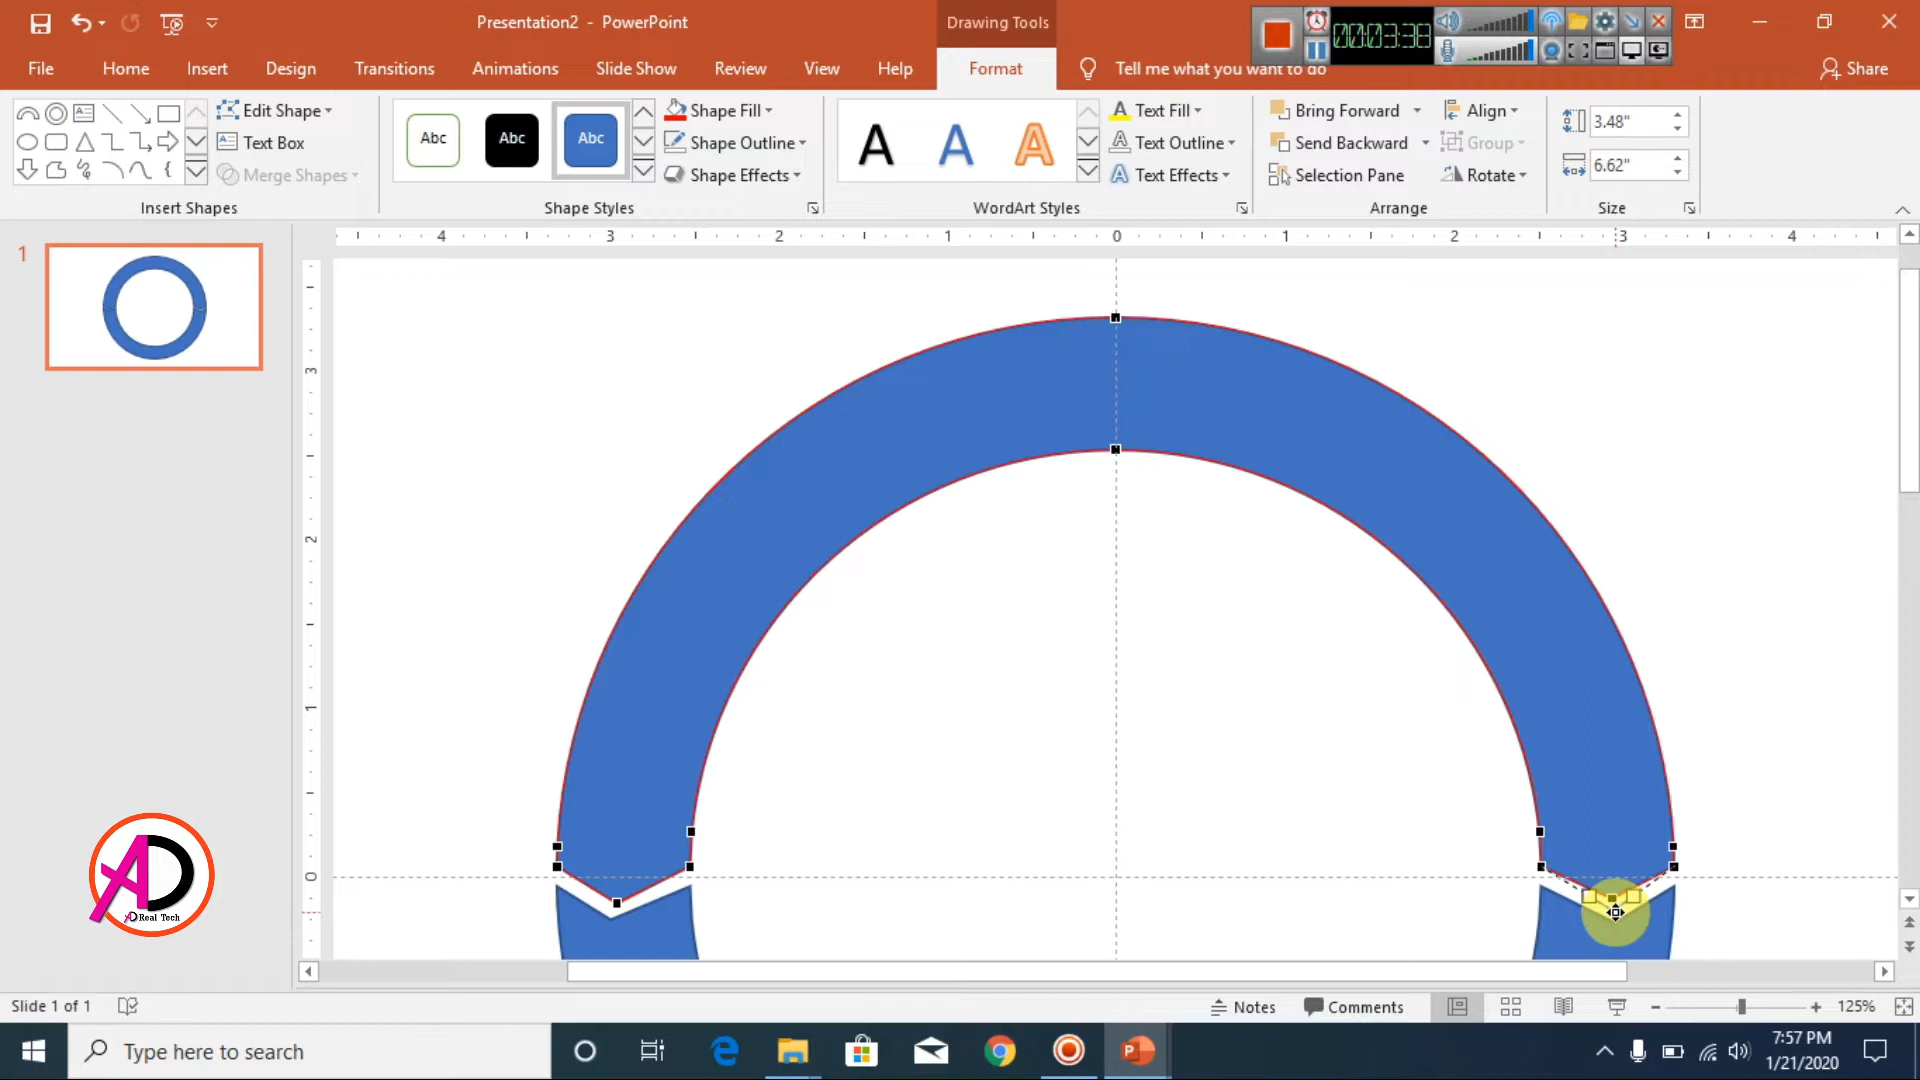 Presentation2 - PowerPoint
Drawing Tools
00:03:38
File Home Insert Design Transitions Animations Slide Show Review View Help Format Tell me what you want to do Share
Edit Shape
Text Box
Merge Shapes
Insert Shapes
Abc Abc Abc
Shape Fill
Shape Outline
Shape Effects
Shape Styles
A A A
Text Fill
Text Outline
Text Effects
WordArt Styles
Bring Forward
Send Backward
Selection Pane
Align
Group
Rotate
Arrange
3.48"
6.62"
Size
4 3 2 1 0 1 2 3 4
1
3
2
1
0
AD
AD Real Tech
Slide 1 of 1
Notes
Comments
125%
Type here to search
7:57 PM
1/21/2020